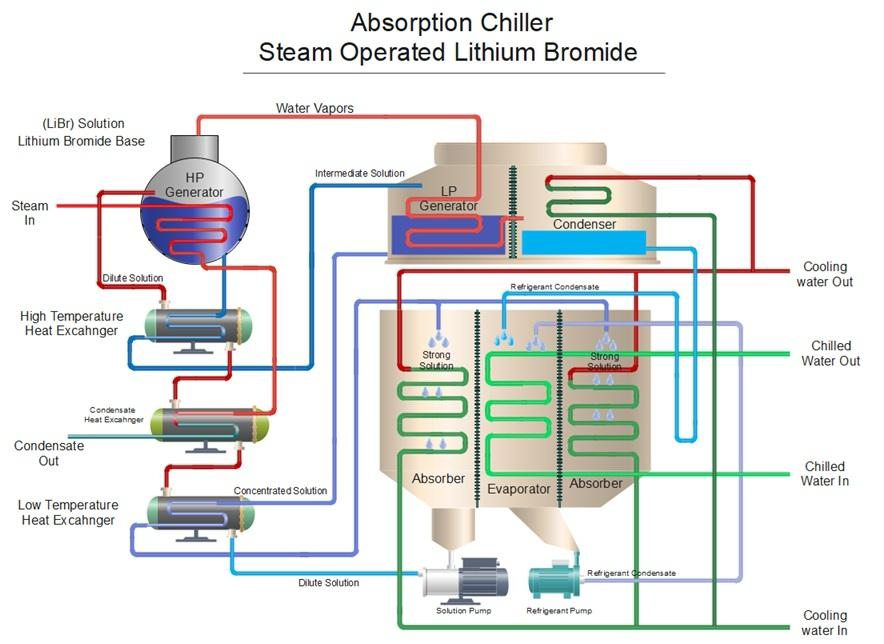 Absorption Chiller
Steam Operated Lithium Bromide
Water Vapors
(LiBr) Solution
Lithium Bromide Base
HP
Generator
Intermediate Solution
LP
Generator
Steam
In
Condenser
Dilute Solution
Cooling
water Out
Refrigerant Condensate
High Temperature
Heat Excahnger
Chilled
Water Out
Strong
Solution
Strong
Solution
Condensate
Heat Excahnger
Condensate
Out
Chilled
Water In
Absorber
Evaporator
Absorber
Concentrated Solution
Low Temperature
Heat Excahnger
Refrigerant Condensate
Dilute Solution
Solution Pump
Refrigerant Pump
Cooling
water In